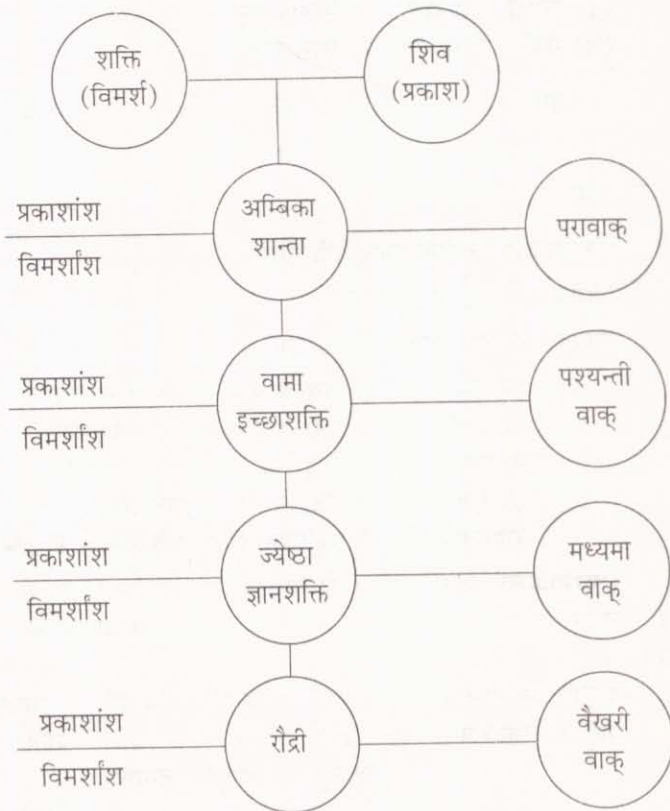 शक्ति
(विमर्श)
शिव
(प्रकाश)
प्रकाशांश
विमर्शांश
अम्बिका
शान्ता
परावाक्
प्रकाशांश
विमर्शांश
वामा
इच्छाशक्ति
पश्यन्ती
वाक्
प्रकाशांश
विमर्शांश
ज्येष्ठा
ज्ञानशक्ति
मध्यमा
वाक्
प्रकाशांश
विमर्शांश
रौद्री
वैखरी
वाक्